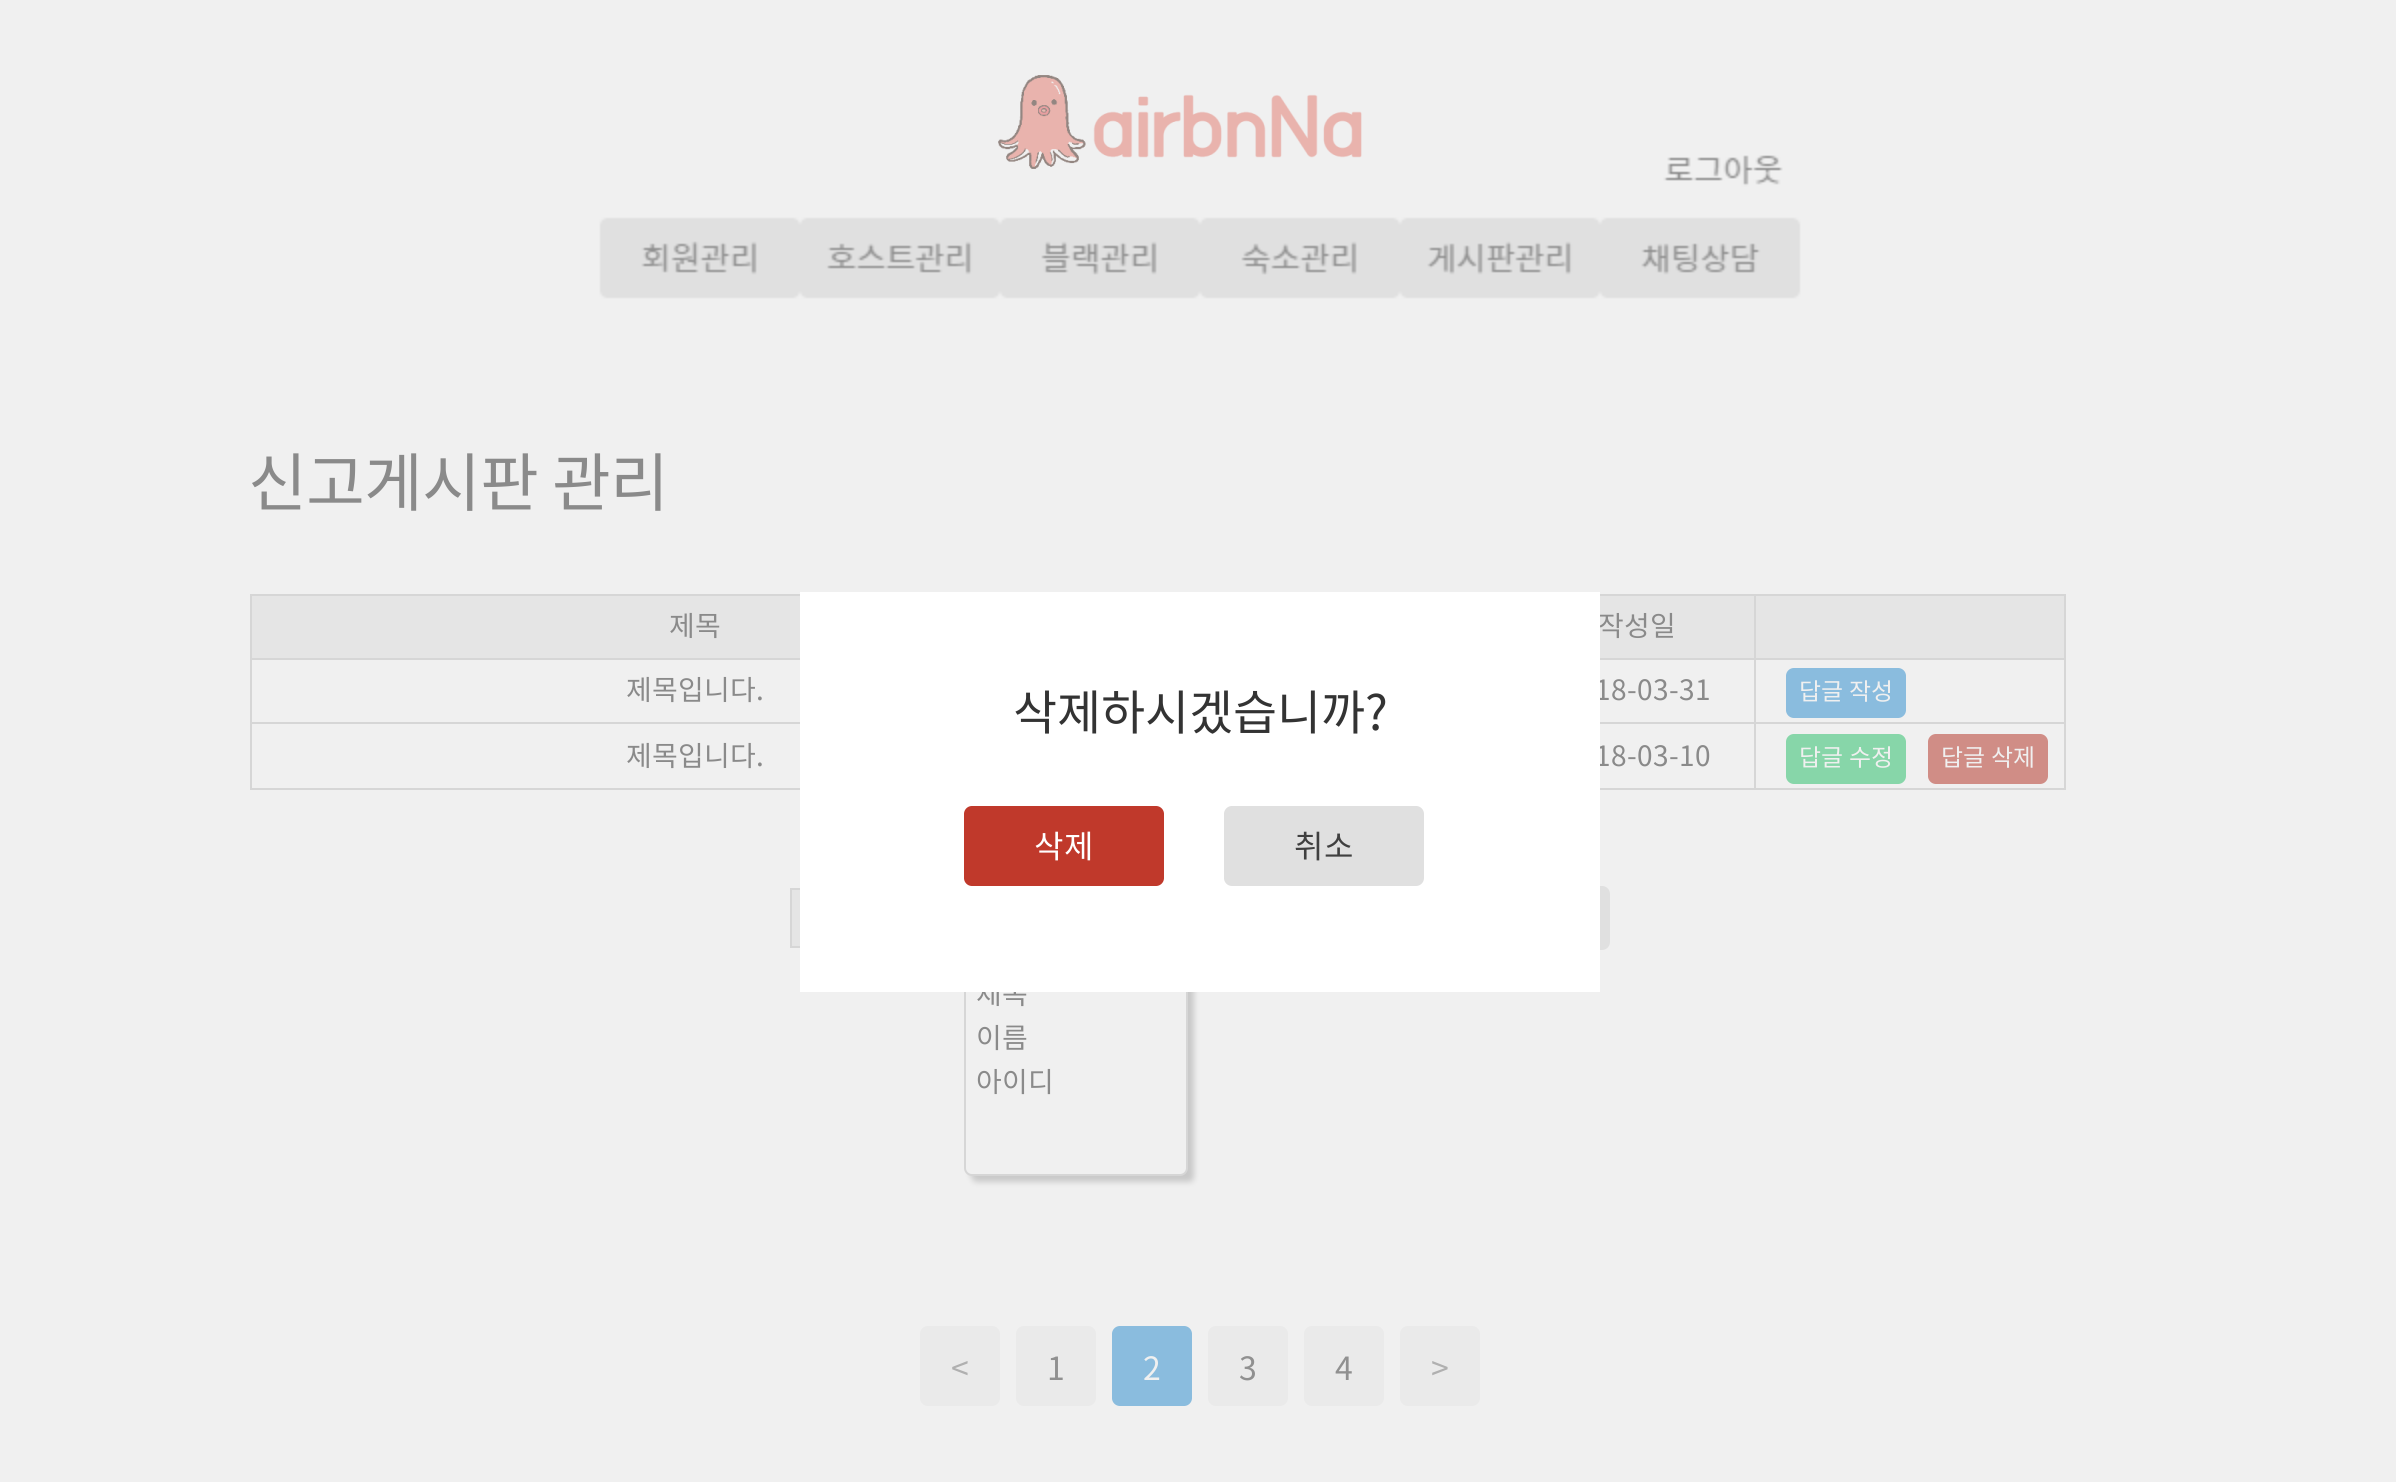 airbnNa
로그아웃
회원관리 호스트관리 블랙관리 숙소관리 게시판관리 채팅상담
신고게시판 관리
제목 작성일
제목입니다. 18-03-31 답글 작성
제목입니다. 18-03-10 답글 수정 답글 삭제
삭제하시겠습니까?
삭제 취소
제목
이름
아이디
< 1 2 3 4 >